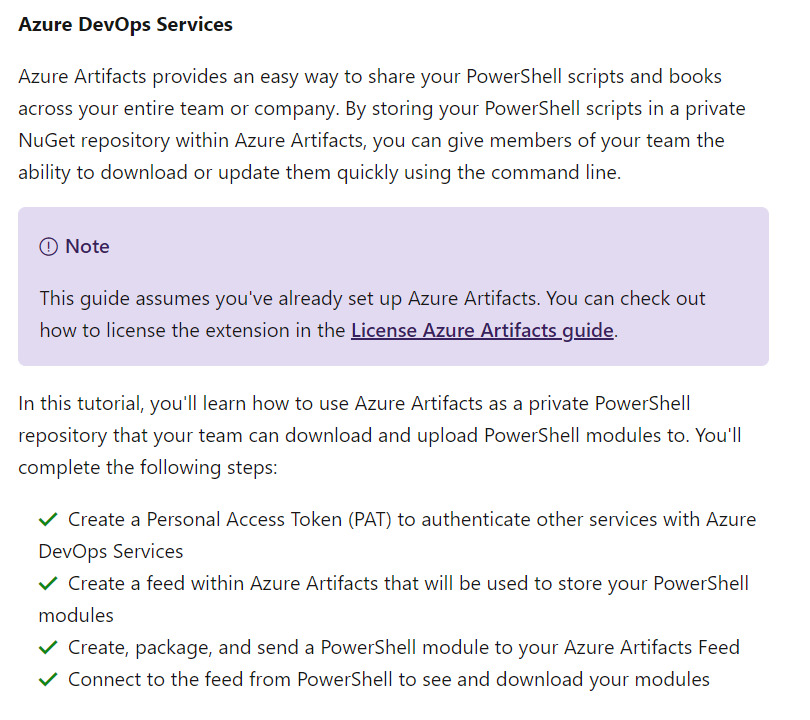 Azure DevOps Services
Azure Artifacts provides an easy way to share your PowerShell scripts and books
across your entire team or company. By storing your PowerShell scripts in a private
NuGet repository within Azure Artifacts, you can give members of your team the
ability to download or update them quickly using the command line.
Note
This guide assumes you've already set up Azure Artifacts. You can check out
how to license the extension in the License Azure Artifacts guide.
In this tutorial, you'll learn how to use Azure Artifacts as a private PowerShell
repository that your team can download and upload PowerShell modules to. You'll
complete the following steps:
Create a Personal Access Token (PAT) to authenticate other services with Azure
DevOps Services
Create a feed within Azure Artifacts that will be used to store your PowerShell
modules
Create, package, and send a PowerShell module to your Azure Artifacts Feed
Connect to the feed from PowerShell to see and download your modules